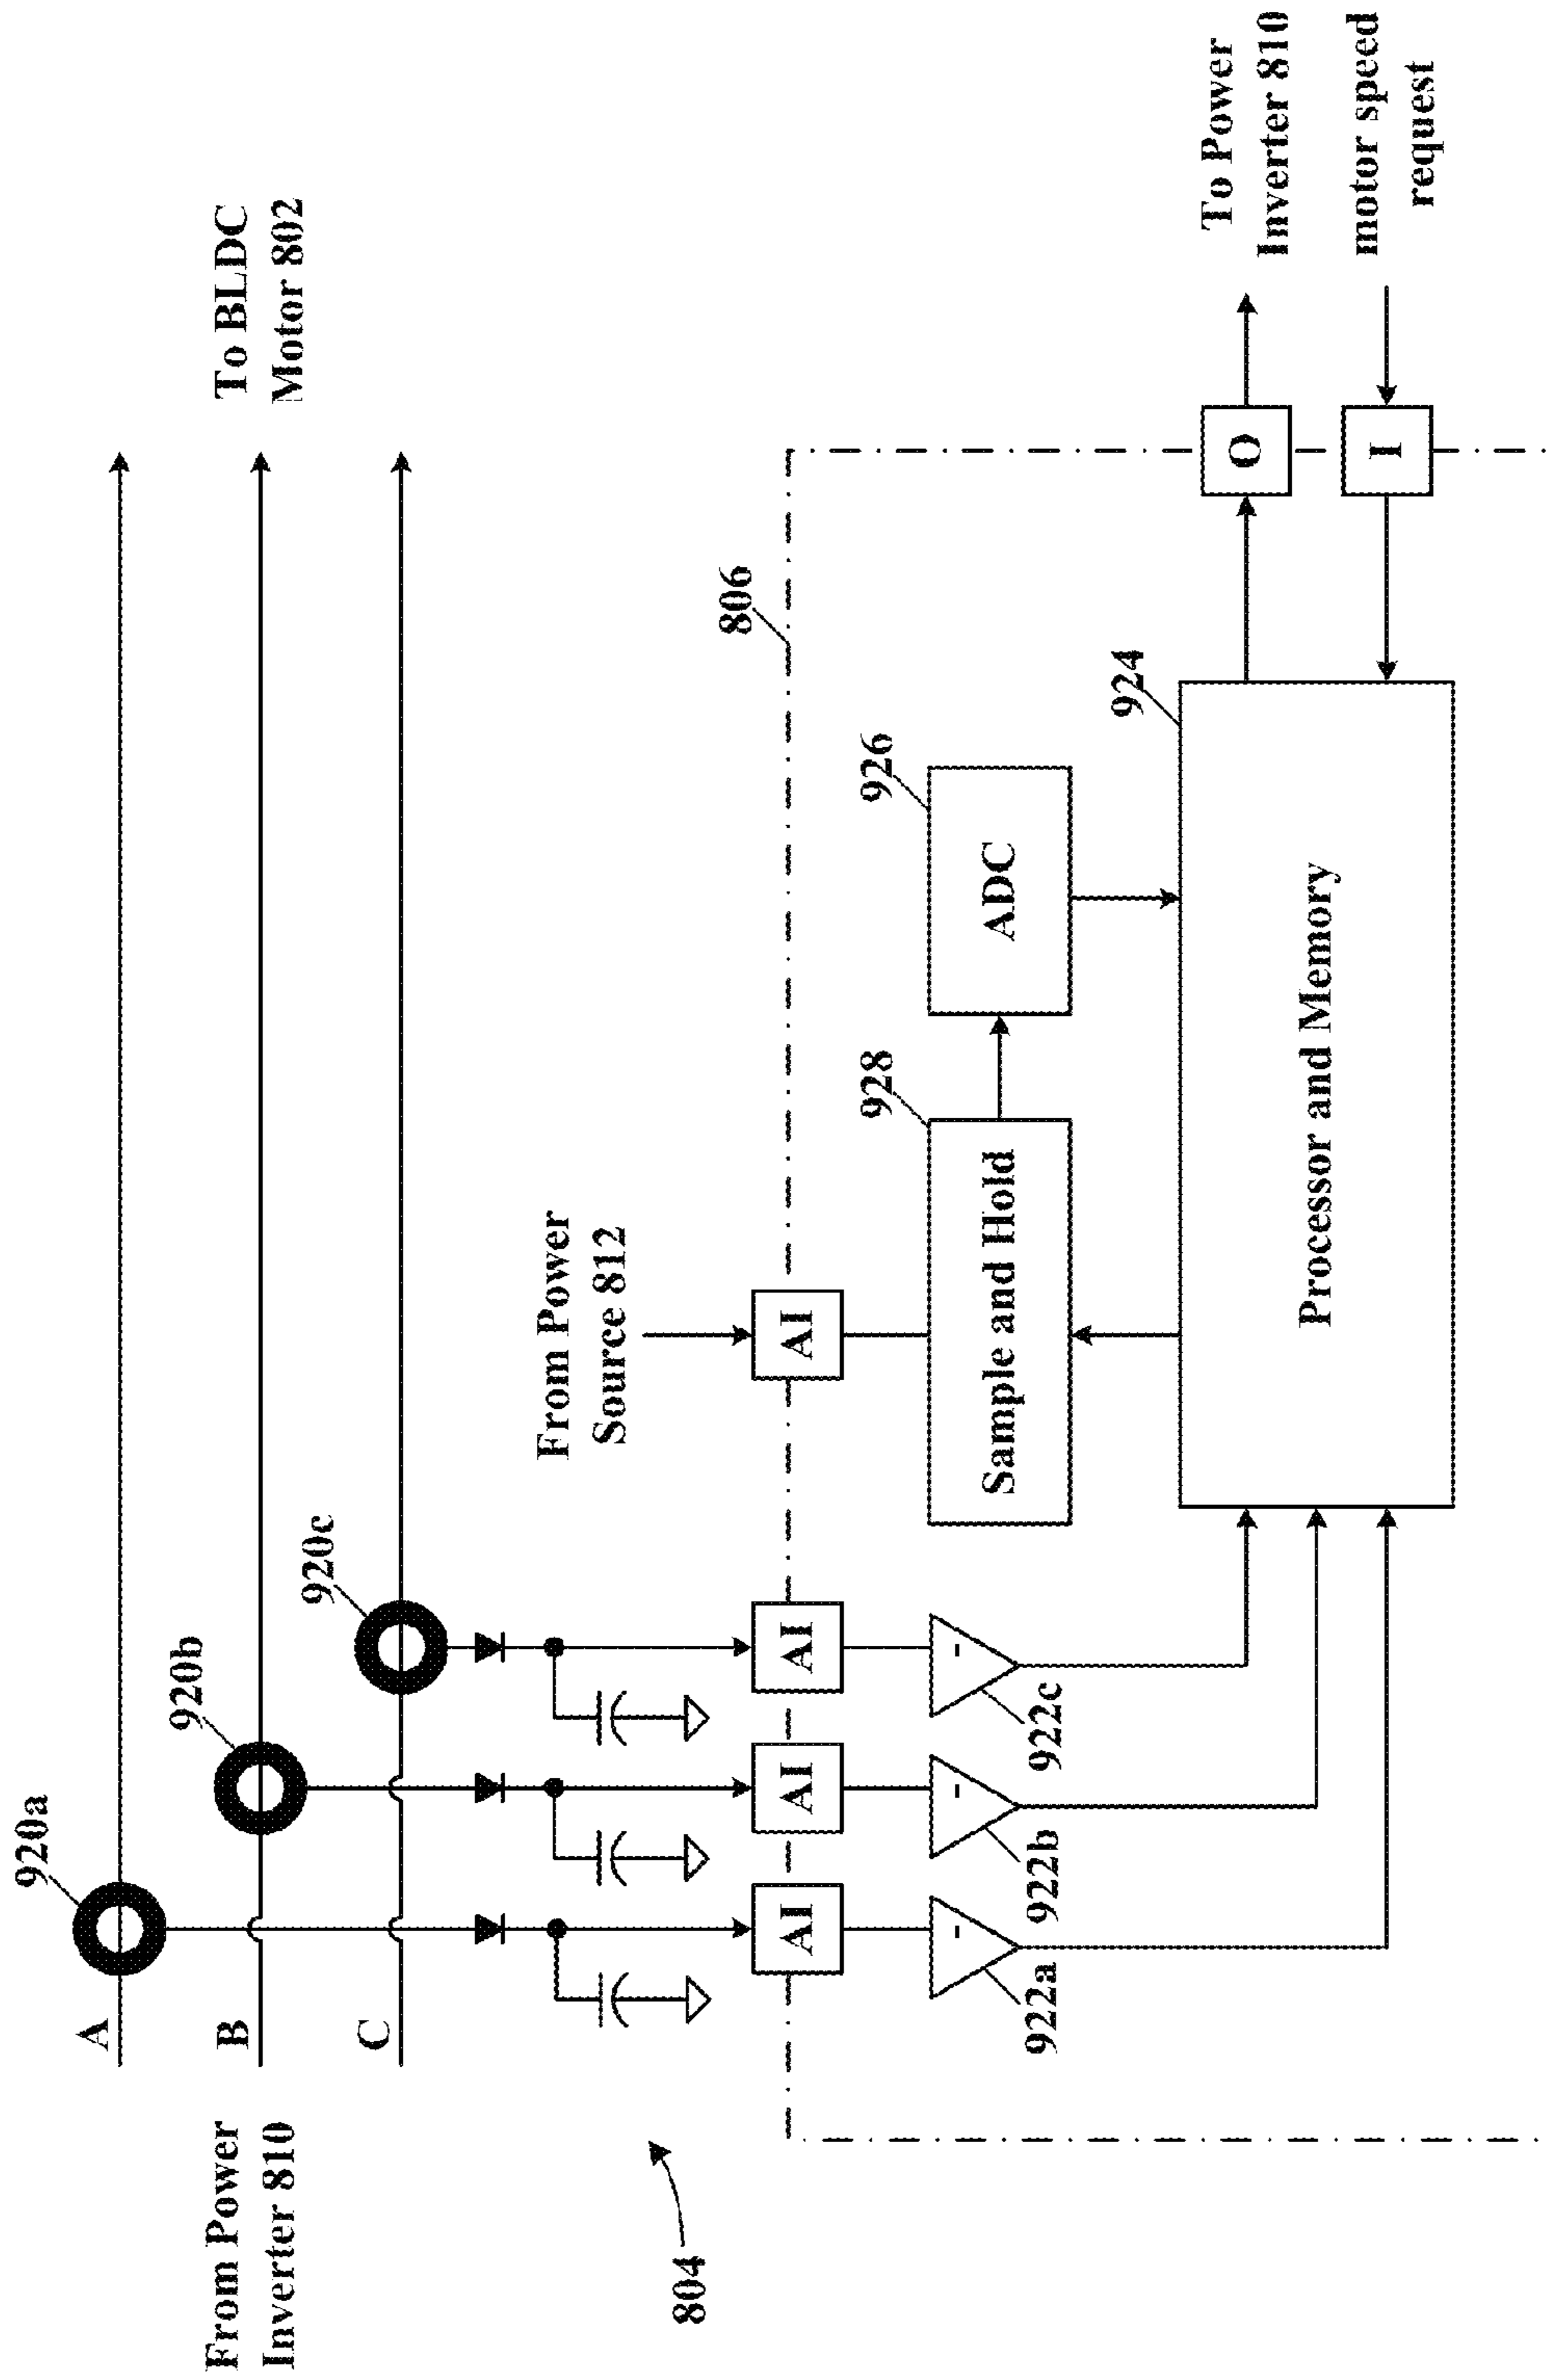 From Power
Inverter 810
A
B
C
920a
920b
920c
To BLDC
Motor 802
804
From Power
Source 812
806
AI
AI
AI
AI
-
-
-
922a
922b
922c
928
Sample and Hold
926
ADC
924
Processor and Memory
O
I
To Power
Inverter 810
motor speed
request